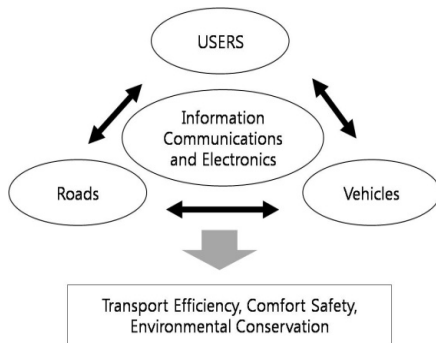 USERS
Information
Communications
and Electronics
Roads
Vehicles
Transport Efficiency, Comfort Safety,
Environmental Conservation